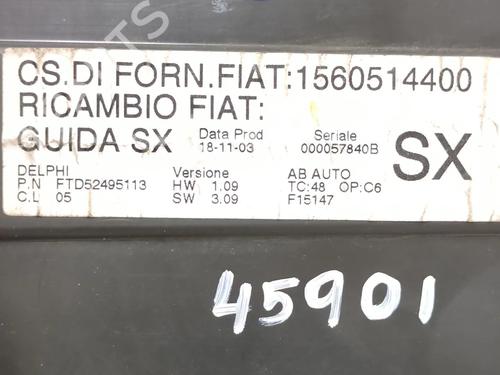 CS.DI FORN.FIAT:1560514400
RICAMBIO FIAT:
GUIDA SX Data Prod 18-11-03 Seriale 000057840B SX
DELPHI Versione AB AUTO
P.N FTD52495113 HW 1.09 TC:48 OP:C6
C.L 05 SW 3.09 F15147
45901